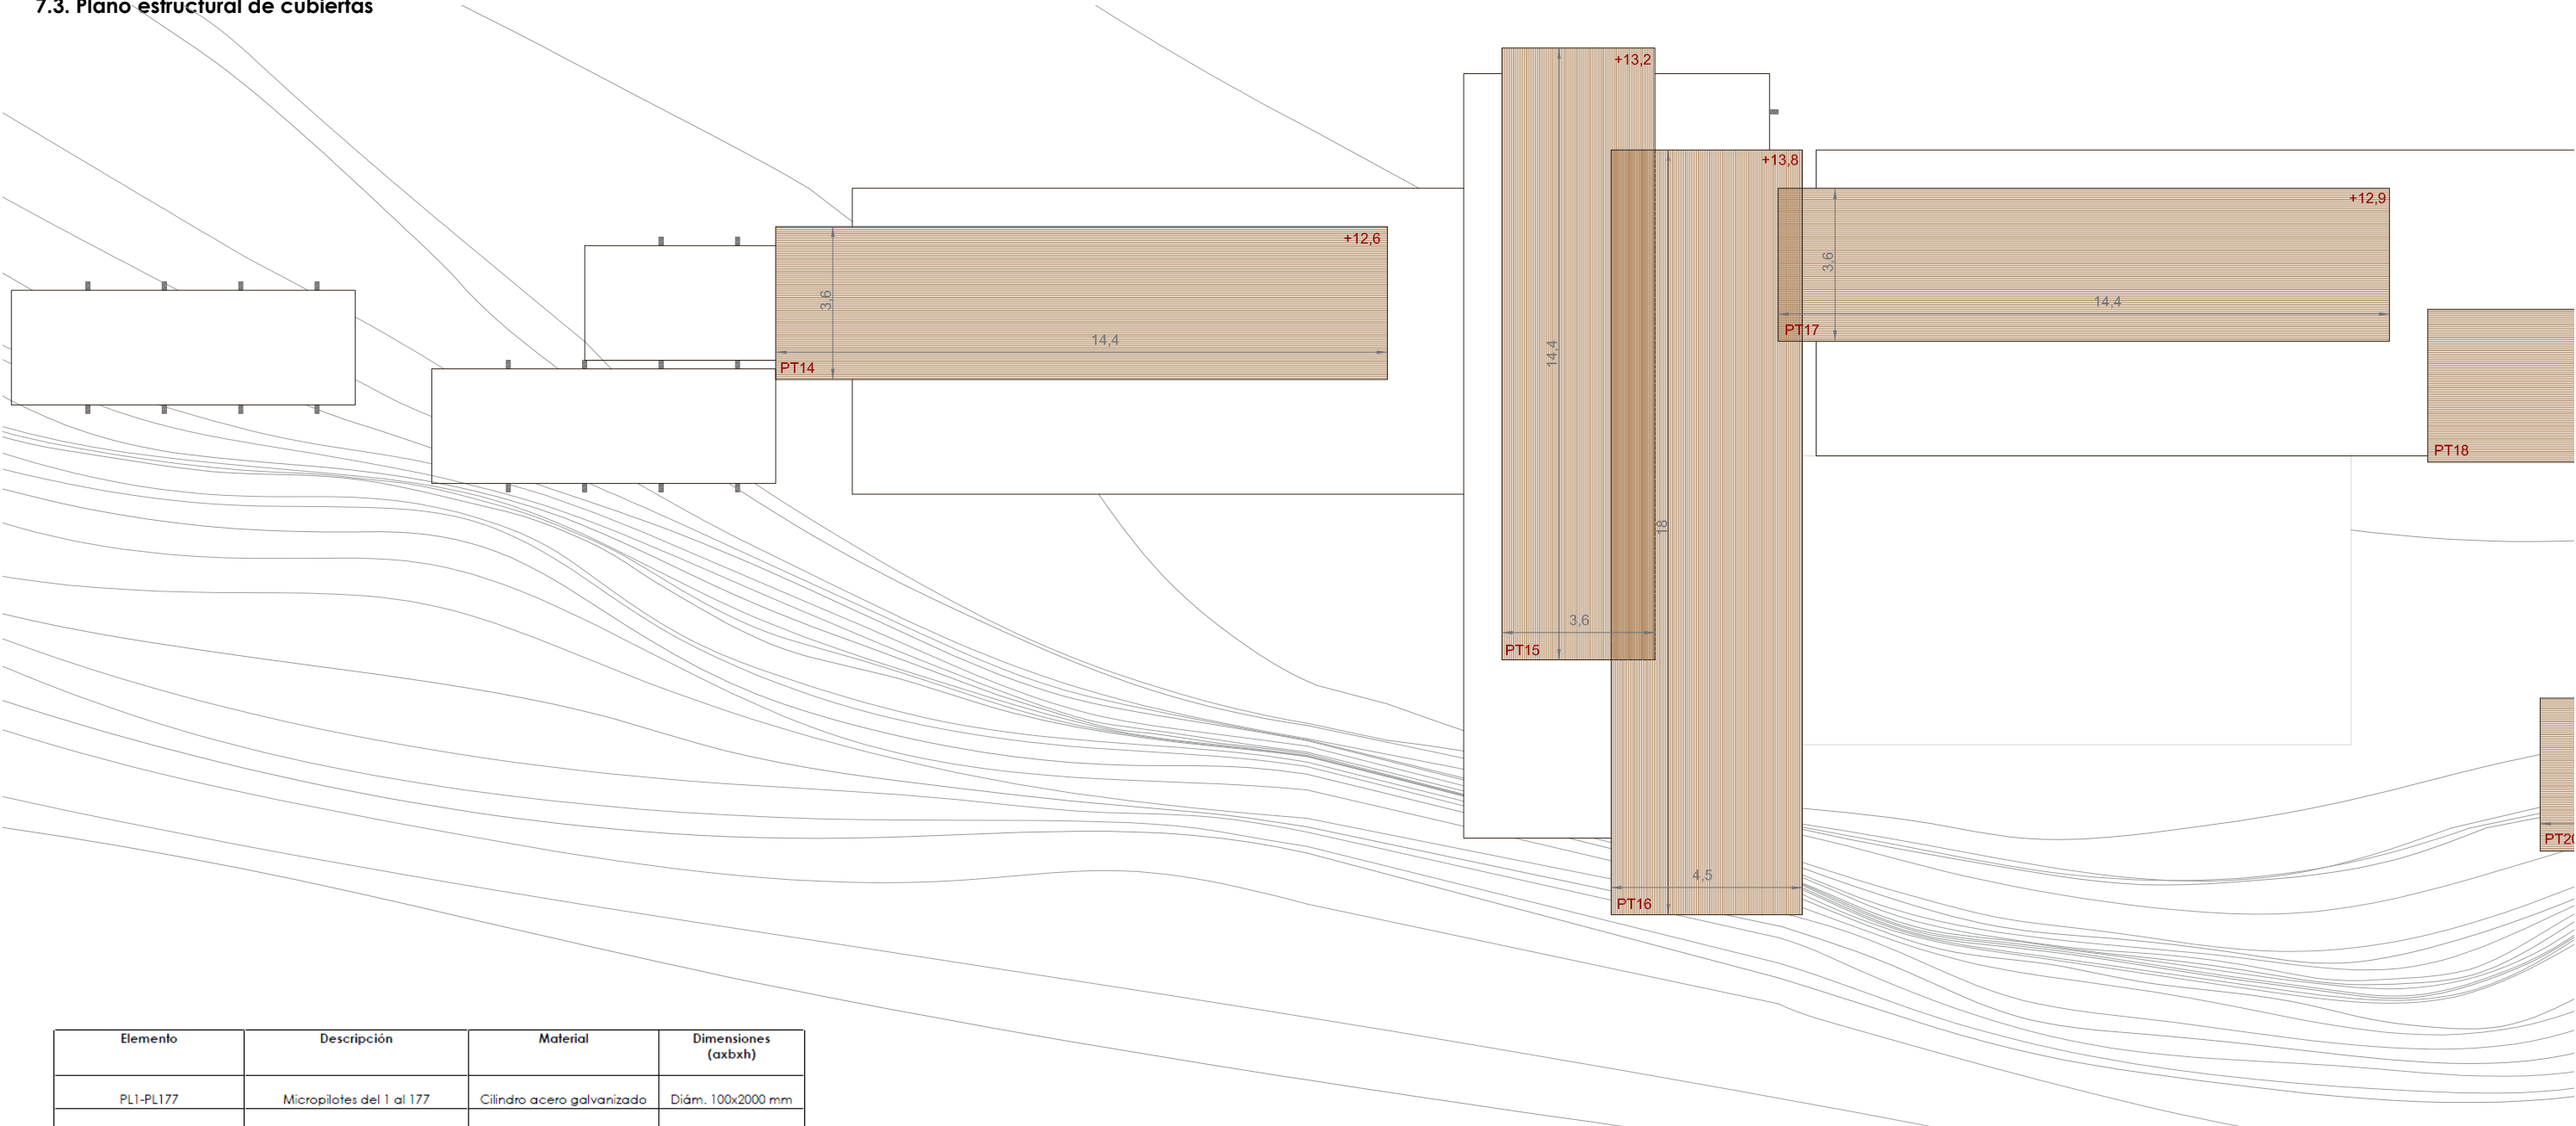 7.3. Plano estructural de cubiertas
+13,2
+13,8
+12,9
+12,6
3,6
3,6
14,4
14,4
14,4
PT17
PT14
PT18
18
3,6
PT15
PT20
4,5
PT16
Elemento Descripción Material Dimensiones
(axbxh)
PL1-PL177 Micropilotes del 1 al 177 Cilindro acero galvanizado Diám. 100x2000 mm